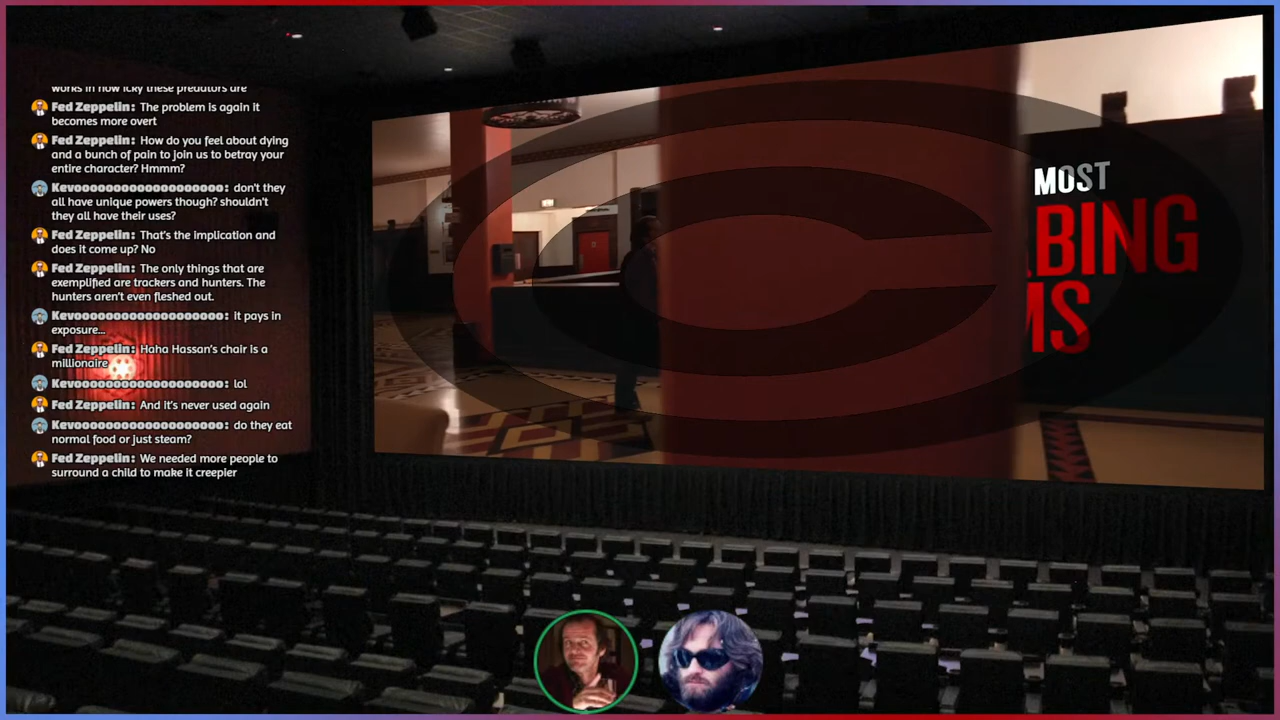 works in how icky these predators are
Fed Zeppelin: The problem is again it
becomes more overt
Fed Zeppelin: How do you feel about dying
and a bunch of pain to join us to betray your
entire character? Hmmm?
Kevooooooooooooooooooo: don't they
all have unique powers though? shouldn't
they all have their uses?
Fed Zeppelin: That's the implication and
does it come up? No
Fed Zeppelin: The only things that are
exemplified are trackers and hunters. The
hunters aren't even fleshed out.
Kevooooooooooooooooooo: it pays in
exposure...
Fed Zeppelin: Haha Hassan's chair is a
millionaire
Kevooooooooooooooooooo: lol
Fed Zeppelin: And it's never used again
Kevooooooooooooooooooo: do they eat
normal food or just steam?
Fed Zeppelin: We needed more people to
surround a child to make it creepier
MOST
BING
MS